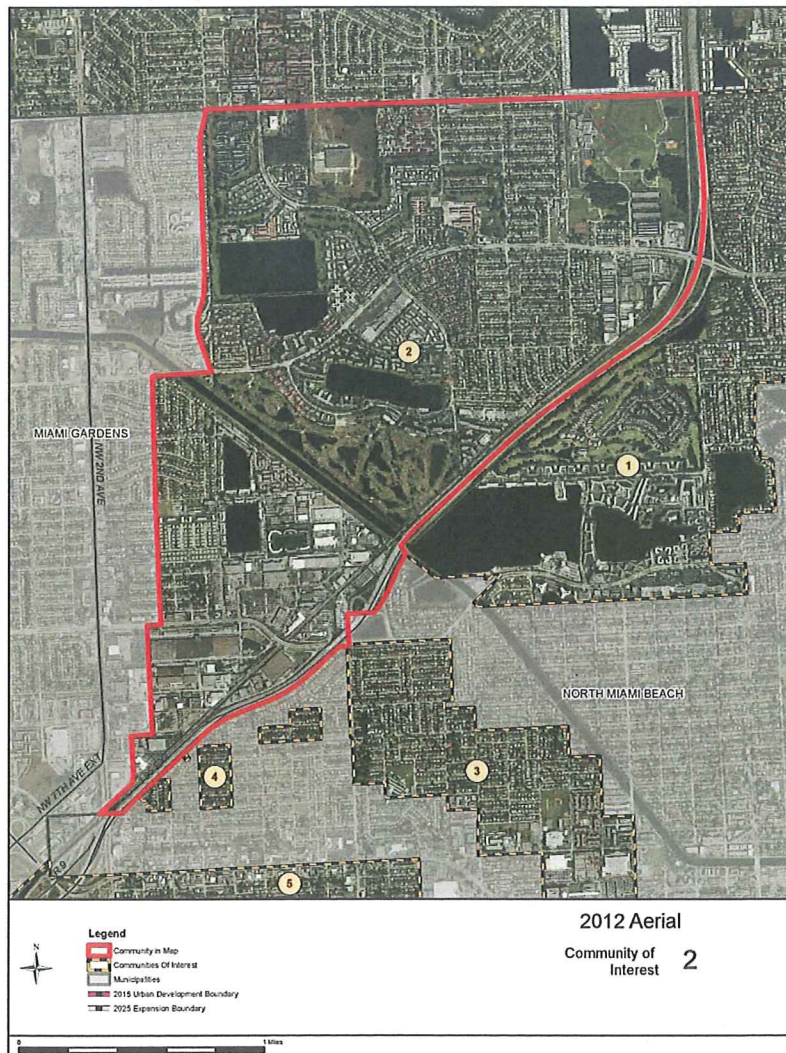 2
1
MIAMI GARDENS
NW 2ND AVE
NORTH MIAMI BEACH
3
4
NW 7TH AVE EXT
SR 9
5
2012 Aerial
Community of
Interest 2
Legend
N
Community in Map
Communities Of Interest
Municipalities
2015 Urban Development Boundary
2025 Expansion Boundary
0 1 Miles